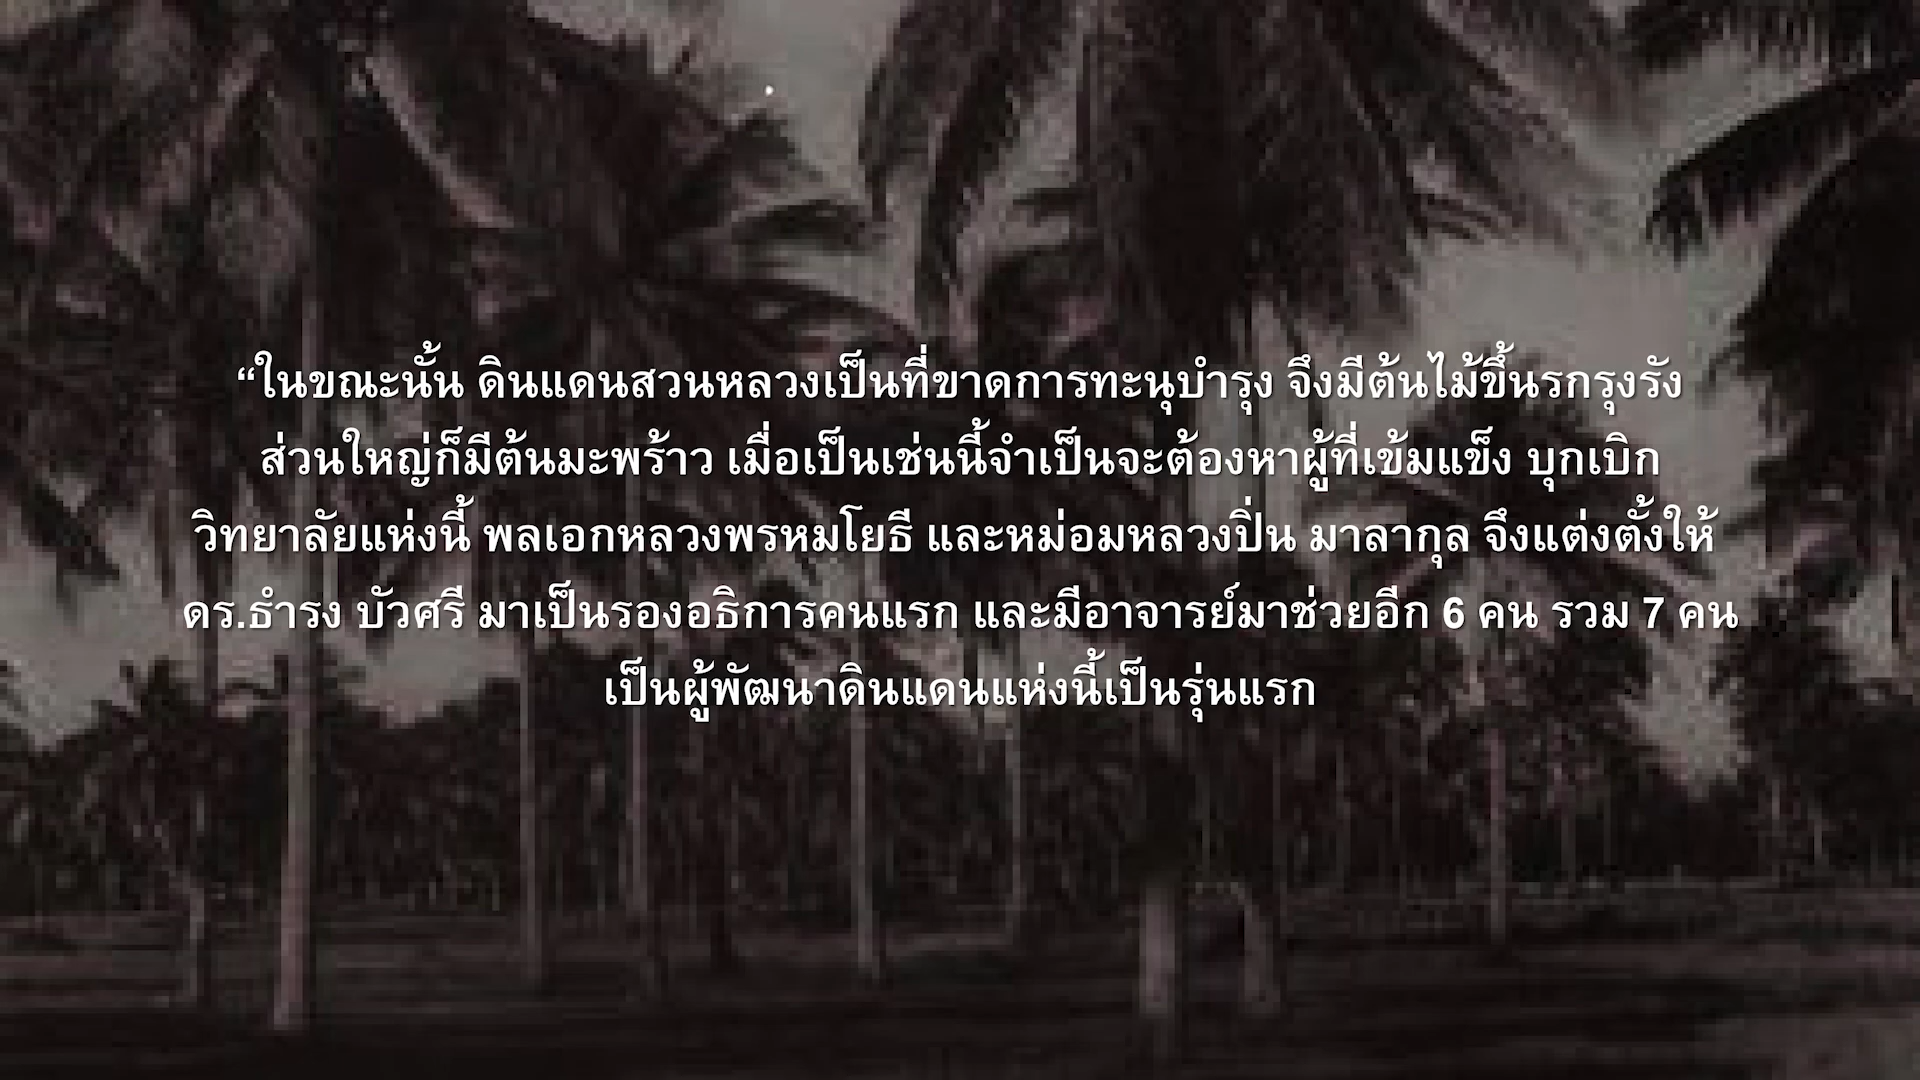 “ในขณะนั้น ดินแดนสวนหลวงเป็นที่ขาดการทะนุบำรุง จึงมีต้นไม้ขึ้นรกรุงรัง
ส่วนใหญ่ก็มีต้นมะพร้าว เมื่อเป็นเช่นนี้จำเป็นจะต้องหาผู้ที่เข้มแข็ง บุกเบิก
วิทยาลัยแห่งนี้ พลเอกหลวงพรหมโยธี และหม่อมหลวงปิ่น มาลากุล จึงแต่งตั้งให้
ดร.ธำรง บัวศรี มาเป็นรองอธิการคนแรก และมีอาจารย์มาช่วยอีก 6 คน รวม 7 คน
เป็นผู้พัฒนาดินแดนแห่งนี้เป็นรุ่นแรก